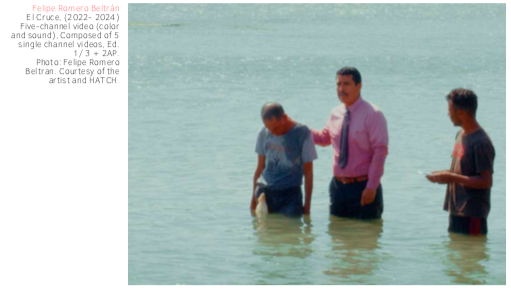 Felipe Romero Beltrán
El Cruce, (2022- 2024)
Five-channel video (color
and sound). Composed of 5
single channel videos, Ed.
1/3 + 2AP.
Photo: Felipe Romero
Beltran. Courtesy of the
artist and HATCH.